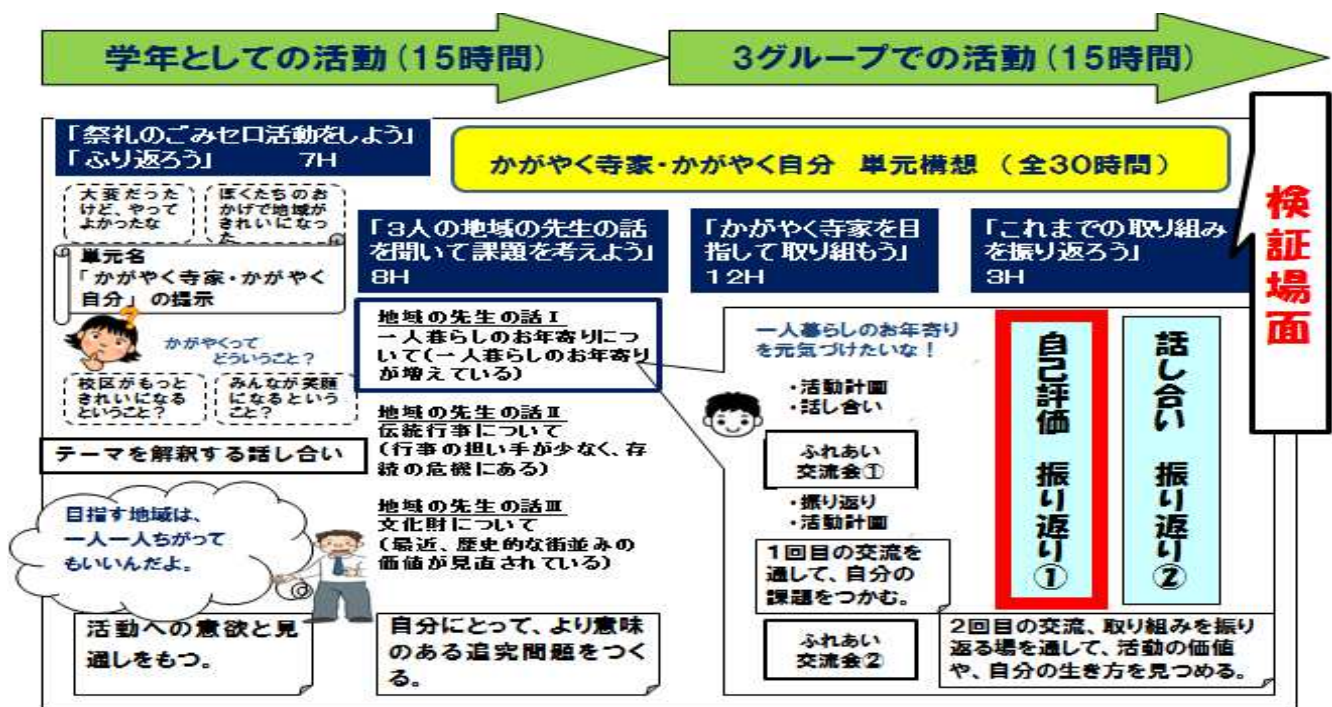 学年としての活動(15時間)
3グループでの活動(15時間)
「祭礼のごみゼロ活動をしよう」
「ふり返ろう」 7H
かがやく寺家・かがやく自分 単元構想 (全30時間)
検証場面
大変だった
けど、やって
よかったな
ぼくたちのお
かげで地域が
きれいになっ
た
単元名
「かがやく寺家・かがやく
自分」の提示
?
かがやくって
どういうこと?
校区がもっと
きれいになる
ということ?
みんなが笑顔
になるという
こと?
テーマを解釈する話し合い
目指す地域は、
一人一人ちがって
もいいんだよ。
活動への意欲と見
通しをもつ。
「3人の地域の先生の話
を聞いて課題を考えよう」
8H
地域の先生の話Ⅰ
一人暮らしのお年寄りにつ
いて(一人暮らしのお年寄り
が増えている)
地域の先生の話Ⅱ
伝統行事について
(行事の担い手が少なく、存
続の危機にある)
地域の先生の話Ⅲ
文化財について
(最近、歴史的な街並みの
価値が見直されている)
自分にとって、より意味
のある追究問題をつく
る。
「かがやく寺家を目
指して取り組もう」
12H
一人暮らしのお年寄り
を元気づけたいな!
・活動計画
・話し合い
ふれあい
交流会①
・振り返り
・活動計画
1回目の交流を
通して、自分の
課題をつかむ。
ふれあい
交流会②
「これまでの取り組み
を振り返ろう」
3H
自己評価 振り返り①
話し合い 振り返り②
2回目の交流、取り組みを振り
返る場を通して、活動の価値
や、自分の生き方を見つめる。